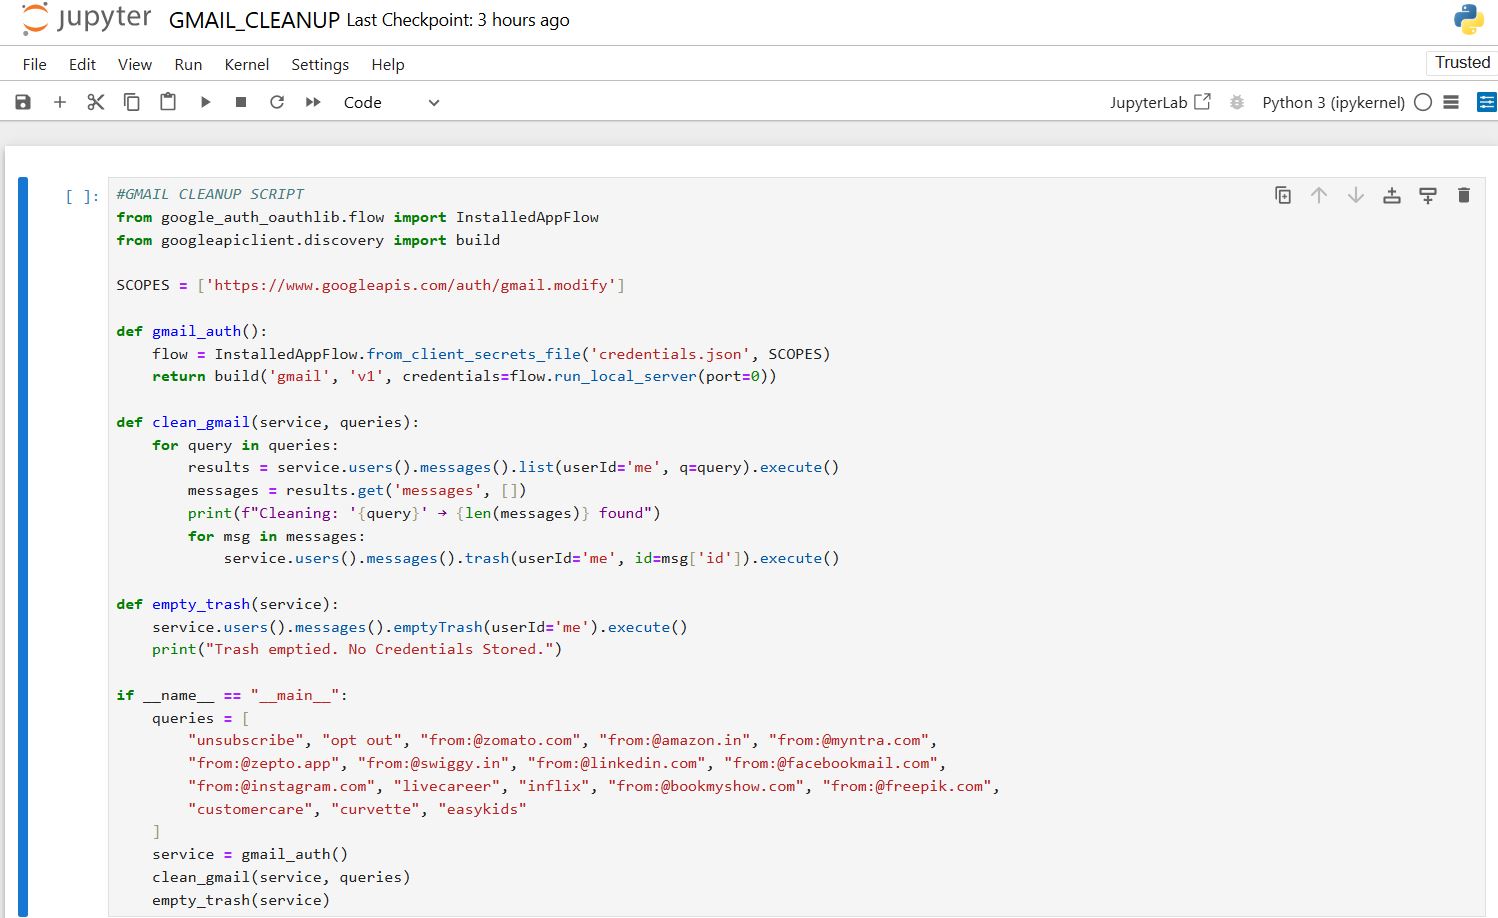 jupyter GMAIL_CLEANUP Last Checkpoint: 3 hours ago
File Edit View Run Kernel Settings Help Trusted
Code JupyterLab Python 3 (ipykernel)
[ ]: #GMAIL CLEANUP SCRIPT
from google_auth_oauthlib.flow import InstalledAppFlow
from googleapiclient.discovery import build
SCOPES = ['https://www.googleapis.com/auth/gmail.modify']
def gmail_auth():
    flow = InstalledAppFlow.from_client_secrets_file('credentials.json', SCOPES)
    return build('gmail', 'v1', credentials=flow.run_local_server(port=0))
def clean_gmail(service, queries):
    for query in queries:
        results = service.users().messages().list(userId='me', q=query).execute()
        messages = results.get('messages', [])
        print(f"Cleaning: '{query}' → {len(messages)} found")
        for msg in messages:
            service.users().messages().trash(userId='me', id=msg['id']).execute()
def empty_trash(service):
    service.users().messages().emptyTrash(userId='me').execute()
    print("Trash emptied. No Credentials Stored.")
if __name__ == "__main__":
    queries = [
        "unsubscribe", "opt out", "from:@zomato.com", "from:@amazon.in", "from:@myntra.com",
        "from:@zepto.app", "from:@swiggy.in", "from:@linkedin.com", "from:@facebookmail.com",
        "from:@instagram.com", "livecareer", "inflix", "from:@bookmyshow.com", "from:@freepik.com",
        "customercare", "curvette", "easykids"
    ]
    service = gmail_auth()
    clean_gmail(service, queries)
    empty_trash(service)